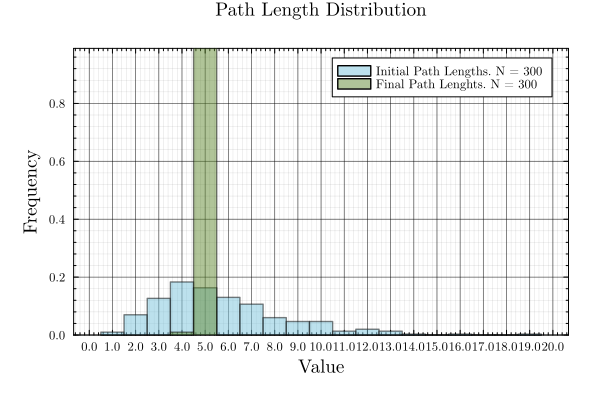 Path Length Distribution
Initial Path Lengths. N = 300
Final Path Lenghts. N = 300
Frequency
0.8
0.6
0.4
0.2
0.0
0.0 1.0 2.0 3.0 4.0 5.0 6.0 7.0 8.0 9.0 10.0 11.0 12.0 13.0 14.0 15.0 16.0 17.0 18.0 19.0 20.0
Value